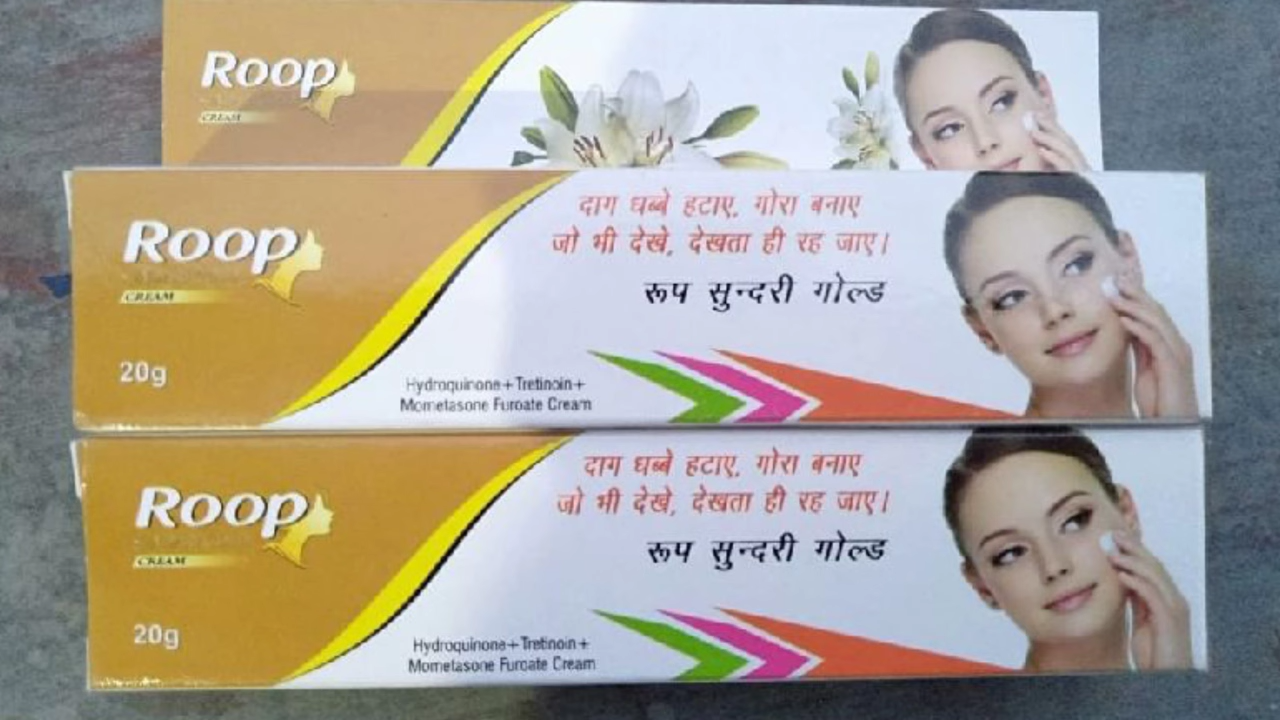 Roop
CREAM
Roop
CREAM
20g
दाग धब्बे हटाए, गोरा बनाए
जो भी देखे, देखता ही रह जाए।
रूप सुन्दरी गोल्ड
Hydroquinone+Tretinoin+
Mometasone Furoate Cream
Roop
CREAM
20g
दाग धब्बे हटाए, गोरा बनाए
जो भी देखे, देखता ही रह जाए।
रूप सुन्दरी गोल्ड
Hydroquinone+Tretinoin+
Mometasone Furoate Cream